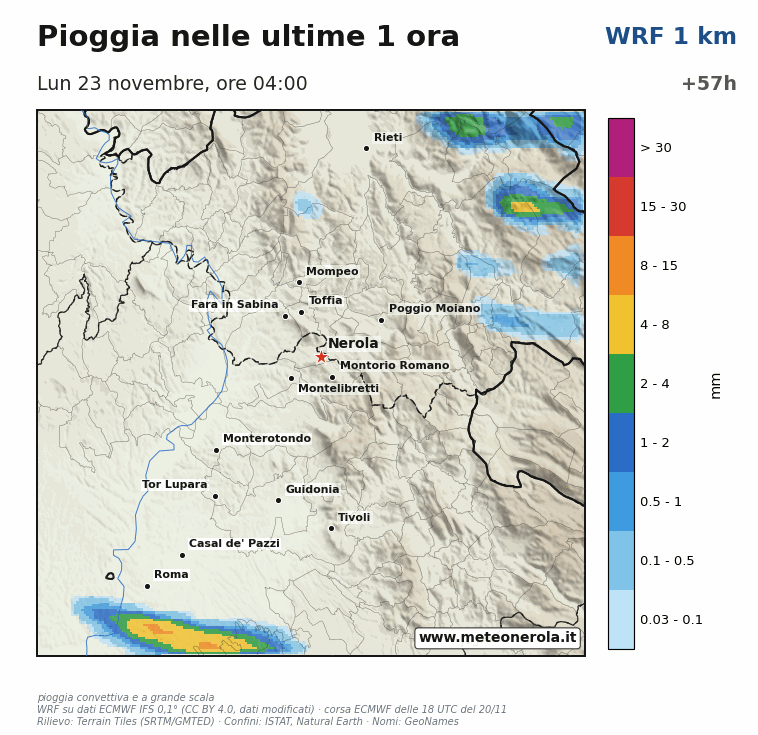 Pioggia nelle ultime 1 ora
WRF 1 km
Lun 23 novembre, ore 04:00
+57h
Rieti
Mompeo
Toffia
Fara in Sabina
Poggio Moiano
Nerola
Montorio Romano
Montelibretti
Monterotondo
Tor Lupara
Guidonia
Tivoli
Casal de' Pazzi
Roma
www.meteonerola.it
> 30
15 - 30
8 - 15
4 - 8
2 - 4
1 - 2
0.5 - 1
0.1 - 0.5
0.03 - 0.1
mm
pioggia convettiva e a grande scala
WRF su dati ECMWF IFS 0,1° (CC BY 4.0, dati modificati) · corsa ECMWF delle 18 UTC del 20/11
Rilievo: Terrain Tiles (SRTM/GMTED) · Confini: ISTAT, Natural Earth · Nomi: GeoNames